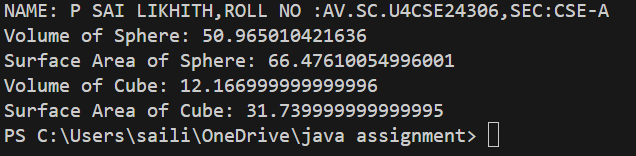 NAME: P SAI LIKHITH,ROLL NO :AV.SC.U4CSE24306,SEC:CSE-A
Volume of Sphere: 50.965010421636
Surface Area of Sphere: 66.47610054996001
Volume of Cube: 12.166999999999996
Surface Area of Cube: 31.739999999999995
PS C:\Users\saili\OneDrive\java assignment>